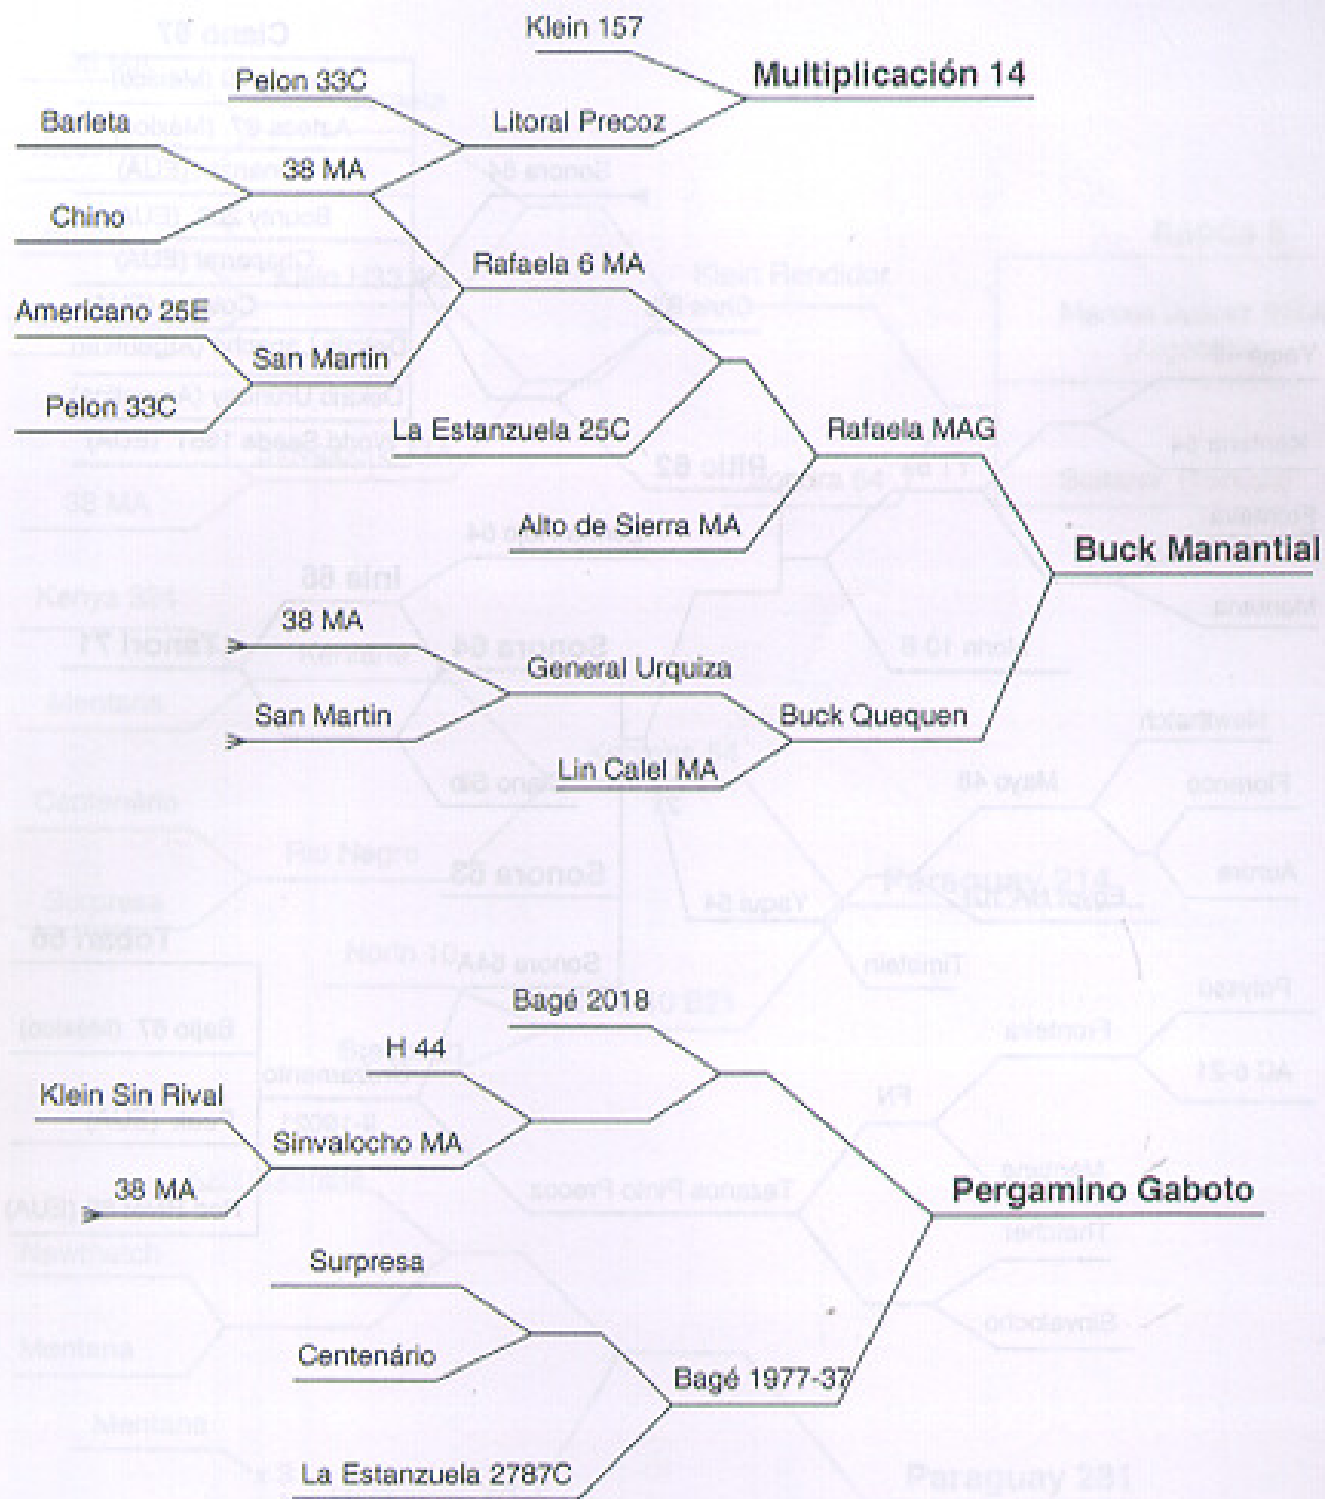 Klein 157
Multiplicación 14
Pelon 33C
Barleta
Litoral Precoz
38 MA
Chino
Rafaela 6 MA
Americano 25E
San Martin
Pelon 33C
La Estanzuela 25C
Rafaela MAG
Alto de Sierra MA
Buck Manantial
38 MA
General Urquiza
San Martin
Buck Quequen
Lin Calel MA
Bagé 2018
H 44
Klein Sin Rival
Sinvalocho MA
38 MA
Pergamino Gaboto
Surpresa
Centenário
Bagé 1977-37
La Estanzuela 2787C